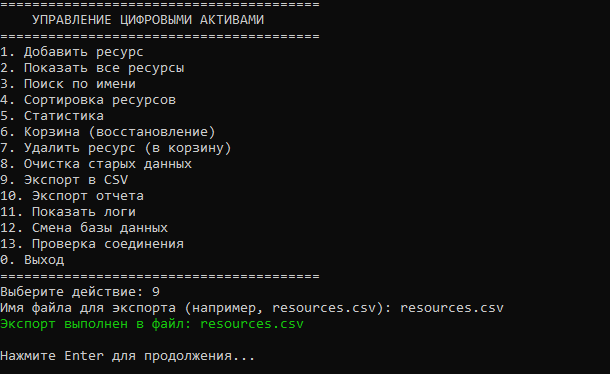 ========================================
    УПРАВЛЕНИЕ ЦИФРОВЫМИ АКТИВАМИ
========================================
1. Добавить ресурс
2. Показать все ресурсы
3. Поиск по имени
4. Сортировка ресурсов
5. Статистика
6. Корзина (восстановление)
7. Удалить ресурс (в корзину)
8. Очистка старых данных
9. Экспорт в CSV
10. Экспорт отчета
11. Показать логи
12. Смена базы данных
13. Проверка соединения
0. Выход
========================================
Выберите действие: 9
Имя файла для экспорта (например, resources.csv): resources.csv
Экспорт выполнен в файл: resources.csv

Нажмите Enter для продолжения...